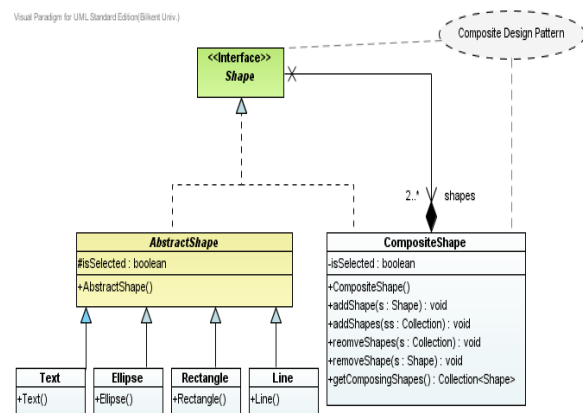 Visual Paradigm for UML Standard Edition(Bilkent Univ.)
Composite Design Pattern
<<Interface>>
Shape
2..* shapes
AbstractShape
#isSelected : boolean
+AbstractShape()
CompositeShape
-isSelected : boolean
+CompositeShape()
+addShape(s : Shape) : void
+addShapes(ss : Collection) : void
+reomveShapes(s : Collection) : void
+removeShape(s : Shape) : void
+getComposingShapes() : Collection<Shape>
Text
+Text()
Ellipse
+Ellipse()
Rectangle
+Rectangle()
Line
+Line()